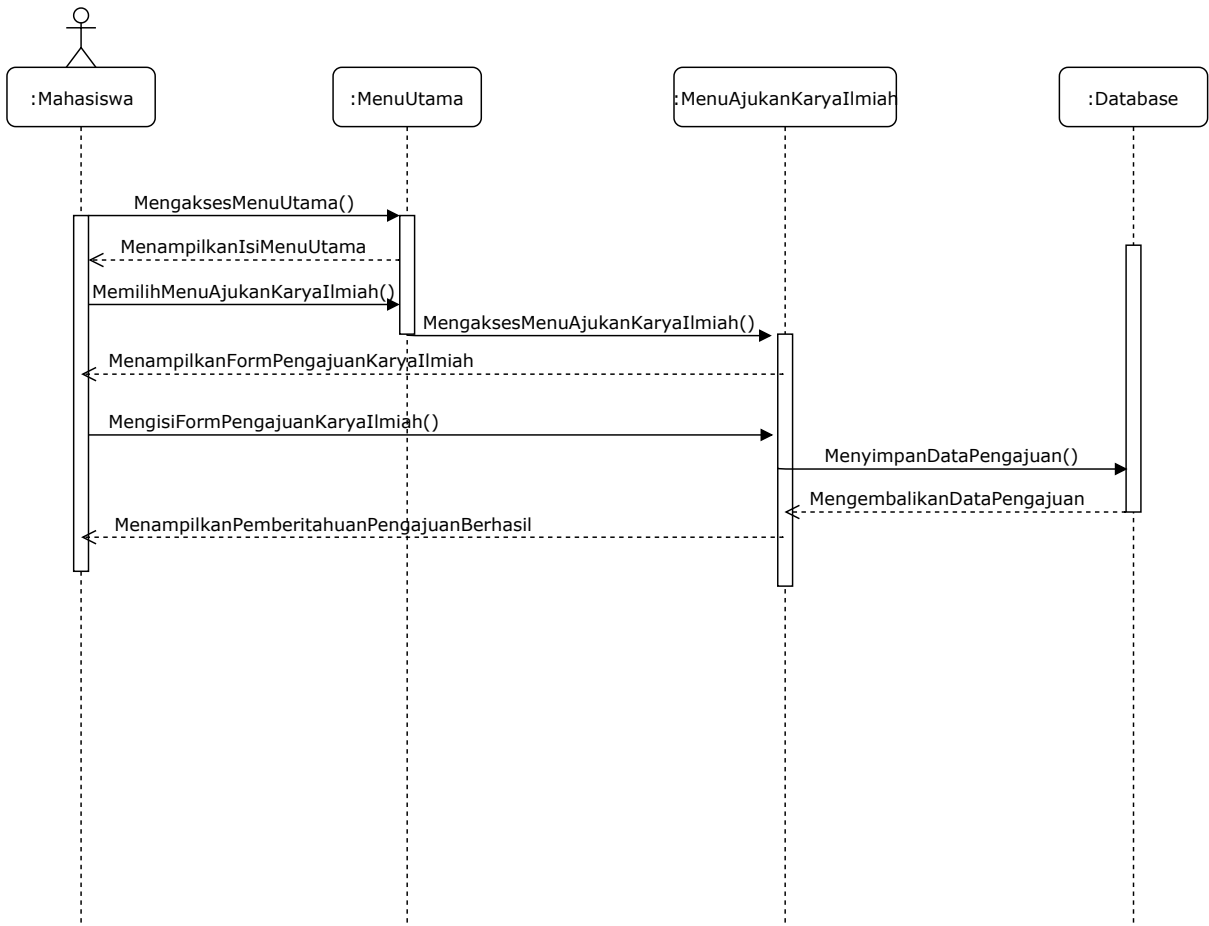 :Mahasiswa
:MenuUtama
:MenuAjukanKaryaIlmiah
:Database
MengaksesMenuUtama()
MenampilkanIsiMenuUtama
MemilihMenuAjukanKaryaIlmiah()
MengaksesMenuAjukanKaryaIlmiah()
MenampilkanFormPengajuanKaryaIlmiah
MengisiFormPengajuanKaryaIlmiah()
MenyimpanDataPengajuan()
MengembalikanDataPengajuan
MenampilkanPemberitahuanPengajuanBerhasil